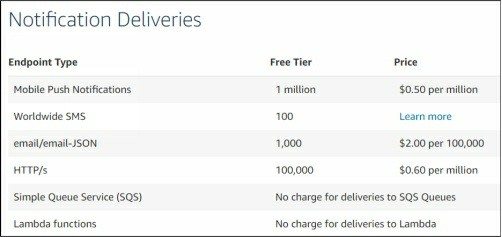 Notification Deliveries
Endpoint Type Free Tier Price
Mobile Push Notifications 1 million $0.50 per million
Worldwide SMS 100 Learn more
email/email-JSON 1,000 $2.00 per 100,000
HTTP/s 100,000 $0.60 per million
Simple Queue Service (SQS) No charge for deliveries to SQS Queues
Lambda functions No charge for deliveries to Lambda